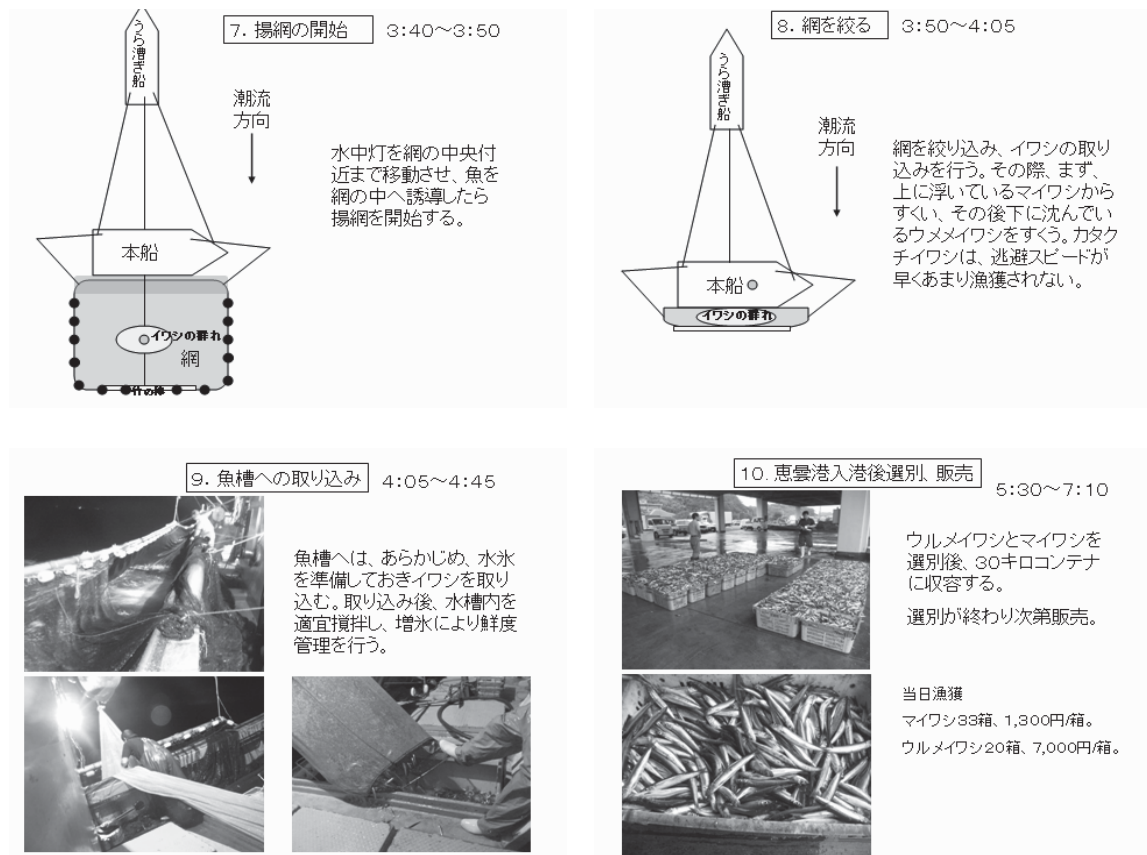 7. 揚網の開始 3:40～3:50
うら漕ぎ船
潮流
方向
水中灯を網の中央付
近まで移動させ、魚を
網の中へ誘導したら
揚網を開始する。
本船
イワシの群れ
網
竹の棒
8. 網を絞る 3:50～4:05
うら漕ぎ船
潮流
方向
網を絞り込み、イワシの取り
込みを行う。その際、まず、
上に浮いているマイワシから
すくい、その後下に沈んでい
るウメメイワシをすくう。カタク
チイワシは、逃避スピードが
早くあまり漁獲されない。
本船
イワシの群れ
9. 魚槽への取り込み 4:05～4:45
魚槽へは、あらかじめ、水氷
を準備しておきイワシを取り
込む。取り込み後、水槽内を
適宜撹拌し、増氷により鮮度
管理を行う。
10. 恵曇港入港後選別、販売
5:30～7:10
ウルメイワシとマイワシを
選別後、30キロコンテナ
に収容する。
選別が終わり次第販売。
当日漁獲
マイワシ33箱、1,300円/箱。
ウルメイワシ20箱、7,000円/箱。